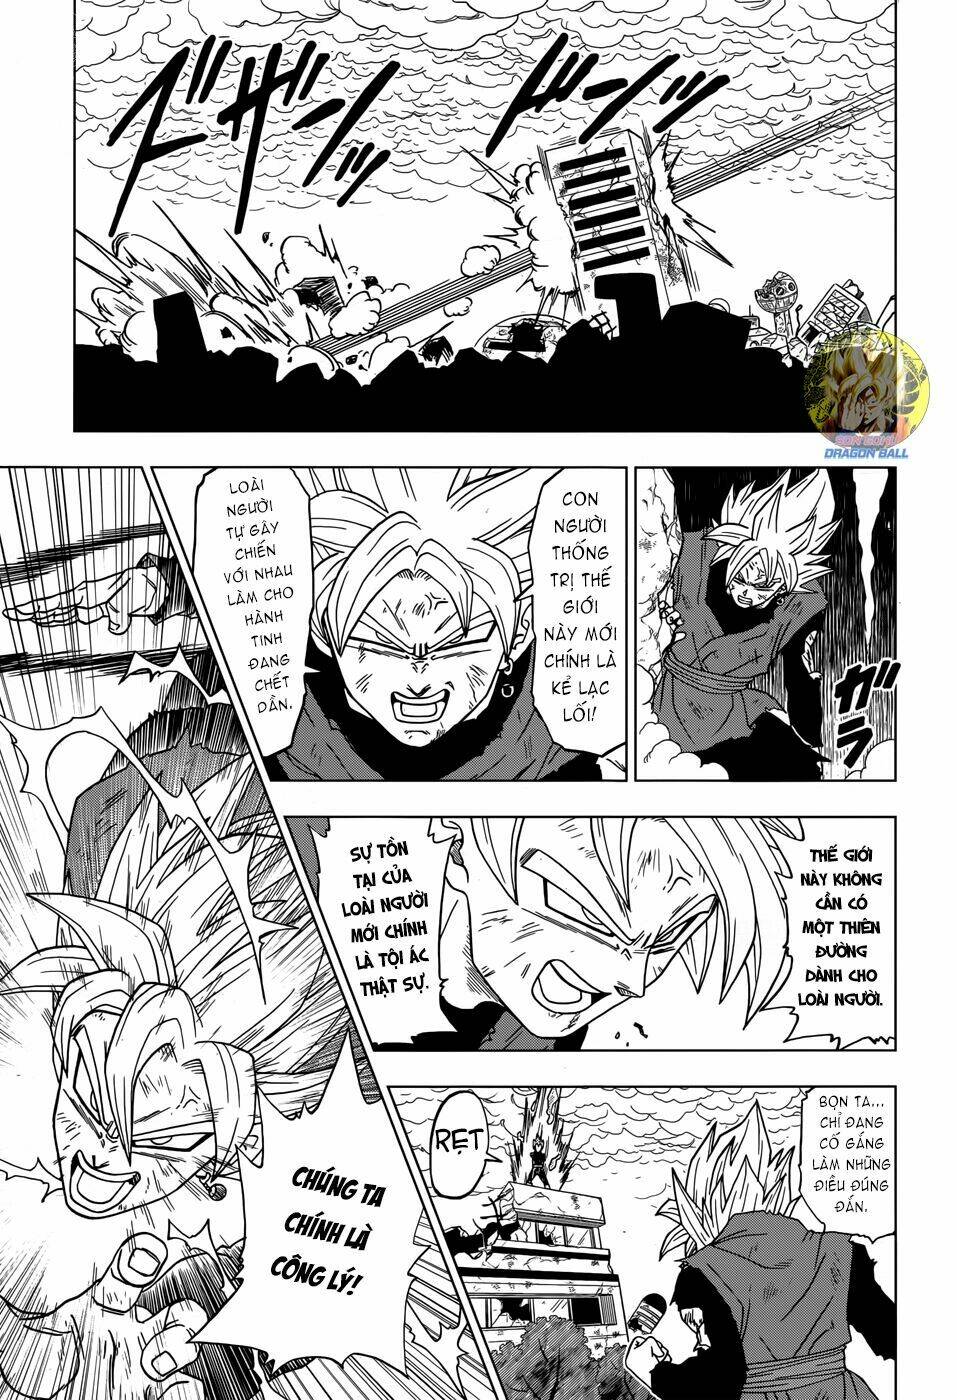 ズザーッ
ドーンッ
SON GOKU
DRAGON BALL
ガラ
CON
NGƯỜI
THỐNG
TRỊ THẾ
GIỚI
NÀY MỚI
CHÍNH LÀ
KẺ LẠC
LỐI!
LOÀI
NGƯỜI
TỰ GÂY
CHIẾN
VỚI NHAU
LÀM CHO
HÀNH
TINH
ĐANG
CHẾT
DẦN.
THẾ GIỚI
NÀY KHÔNG
CẦN CÓ
MỘT THIÊN
ĐƯỜNG
DÀNH CHO
LOÀI NGƯỜI.
SỰ TỒN
TẠI CỦA
LOÀI NGƯỜI
MỚI CHÍNH
LÀ TỘI ÁC
THẬT SỰ.
BỌN TA...
CHỈ ĐANG
CỐ GẮNG
LÀM NHỮNG
ĐIỀU ĐÚNG
ĐẮN.
RẸT
CHÚNG TA
CHÍNH LÀ
CÔNG LÝ!